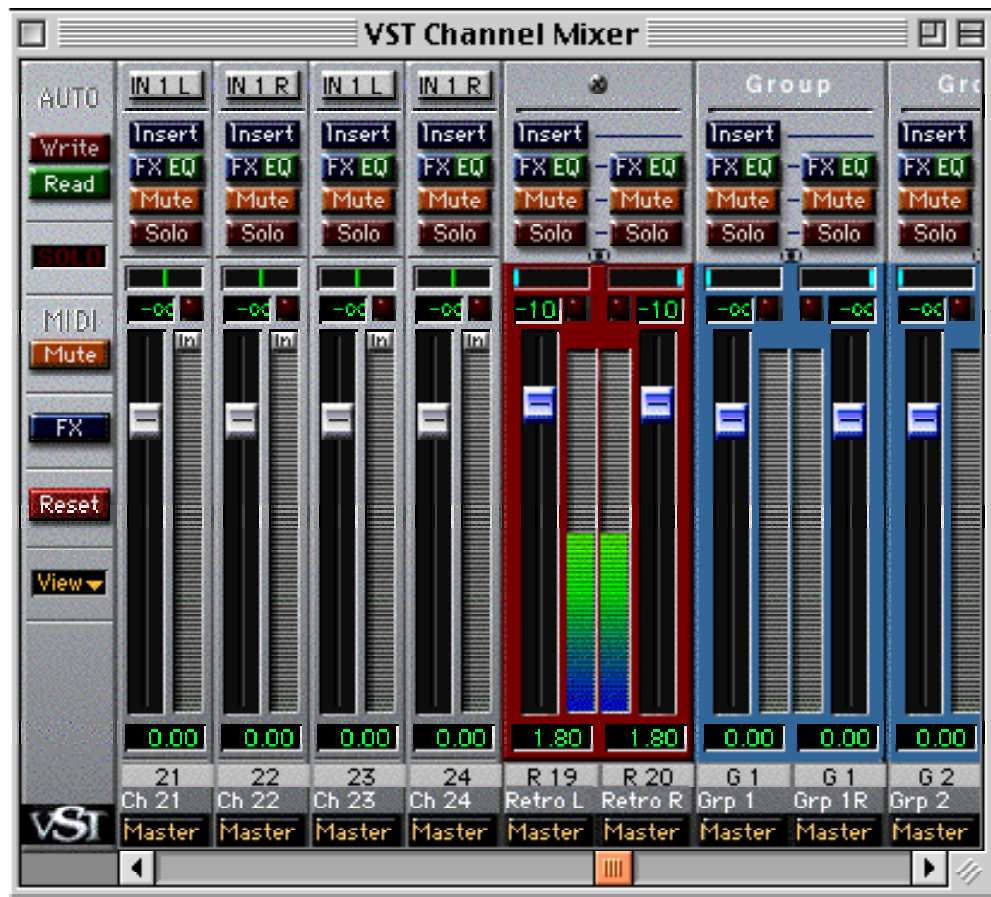 VST Channel Mixer
AUTO
Write
Read
SOLO
MIDI
Mute
FX
Reset
View
VST
IN 1 L IN 1 R IN 1 L IN 1 R Group Gro
Insert Insert Insert Insert Insert Insert Insert
FX EQ FX EQ FX EQ FX EQ FX EQ FX EQ FX EQ FX EQ FX EQ
Mute Mute Mute Mute Mute Mute Mute Mute Mute
Solo Solo Solo Solo Solo Solo Solo Solo Solo
-∞ -∞ -∞ -∞ -10 -10 -∞ -∞ -∞
In In In In
0.00 0.00 0.00 0.00 1.80 1.80 0.00 0.00 0.00
21 22 23 24 R 19 R 20 G 1 G 1 G 2
Ch 21 Ch 22 Ch 23 Ch 24 Retro L Retro R Grp 1 Grp 1R Grp 2
Master Master Master Master Master Master Master Master Master